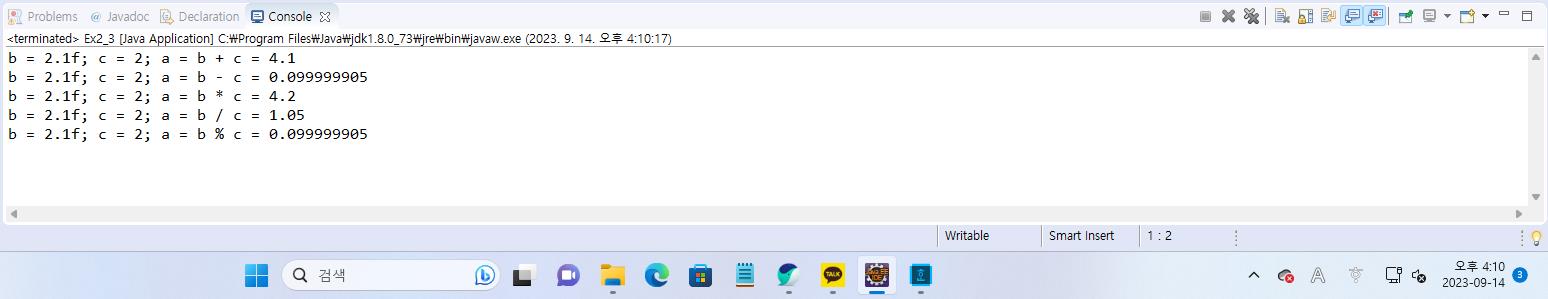 Problems @ Javadoc Declaration Console
<terminated> Ex2_3 [Java Application] C:₩Program Files₩Java₩jdk1.8.0_73₩jre₩bin₩javaw.exe (2023. 9. 14. 오후 4:10:17)
b = 2.1f; c = 2; a = b + c = 4.1
b = 2.1f; c = 2; a = b - c = 0.099999905
b = 2.1f; c = 2; a = b * c = 4.2
b = 2.1f; c = 2; a = b / c = 1.05
b = 2.1f; c = 2; a = b % c = 0.099999905
Writable Smart Insert 1 : 2
검색 TALK Java EE IDE A 오후 4:10
2023-09-14 3